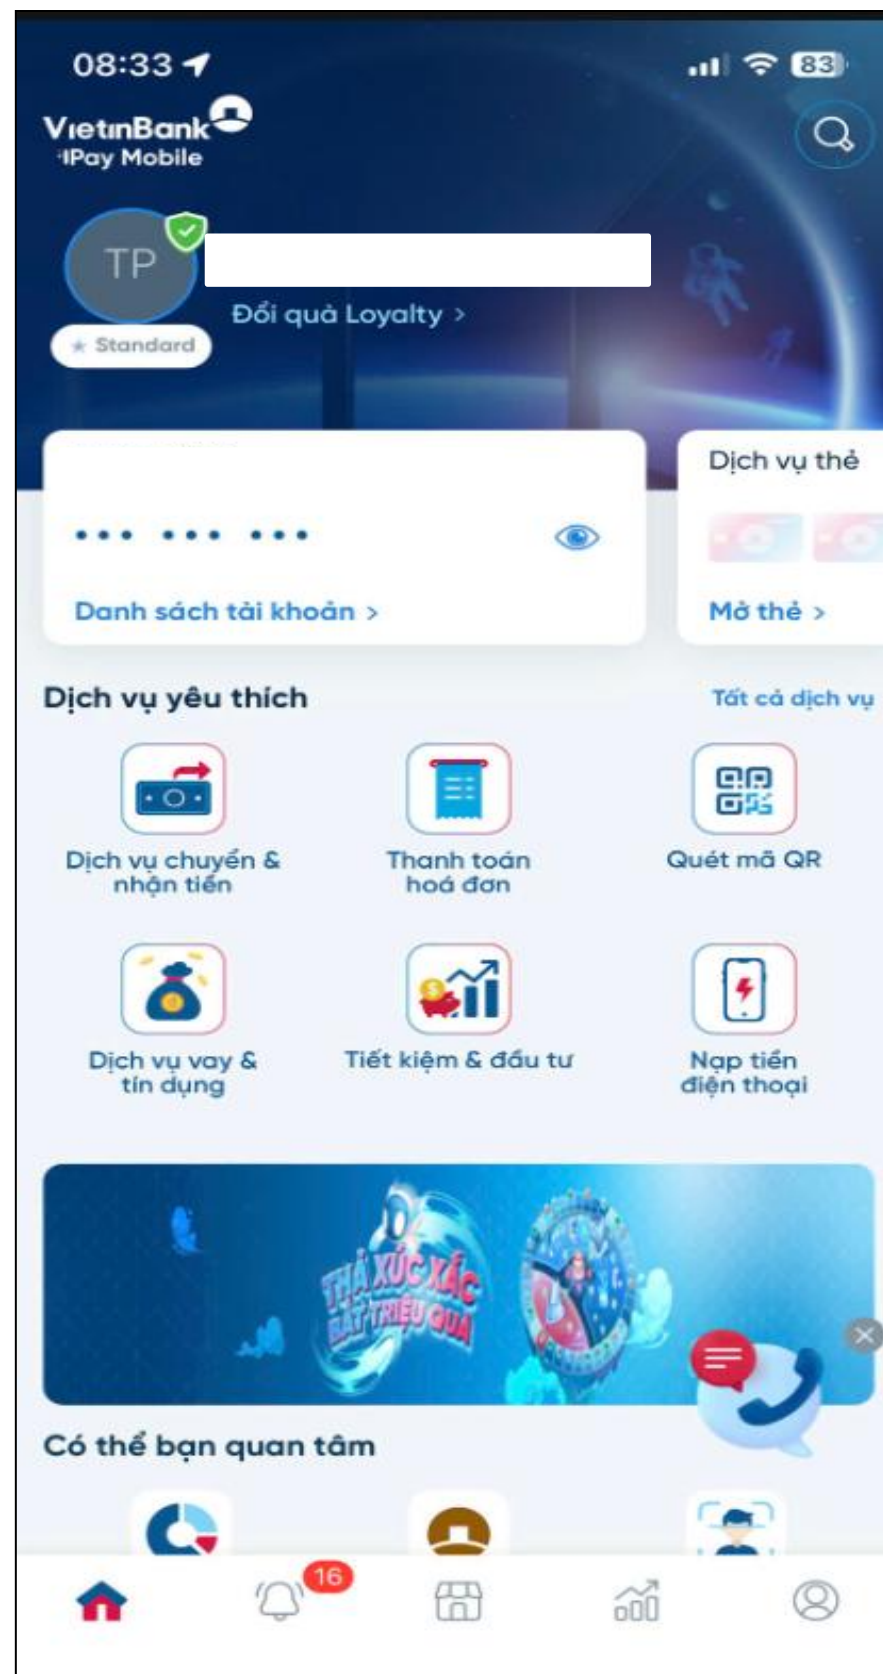 08:33
83
VietinBank
iPay Mobile
TP
Đổi quà Loyalty >
Standard
Dịch vụ thẻ
Danh sách tài khoản >
Mở thẻ >
Dịch vụ yêu thích
Tất cả dịch vụ
Dịch vụ chuyển &
nhận tiền
Thanh toán
hoá đơn
Quét mã QR
Dịch vụ vay &
tín dụng
Tiết kiệm & đầu tư
Nạp tiền
điện thoại
THẢ XÚC XẮC
BẮT TRIỆU QUÀ
Có thể bạn quan tâm
16